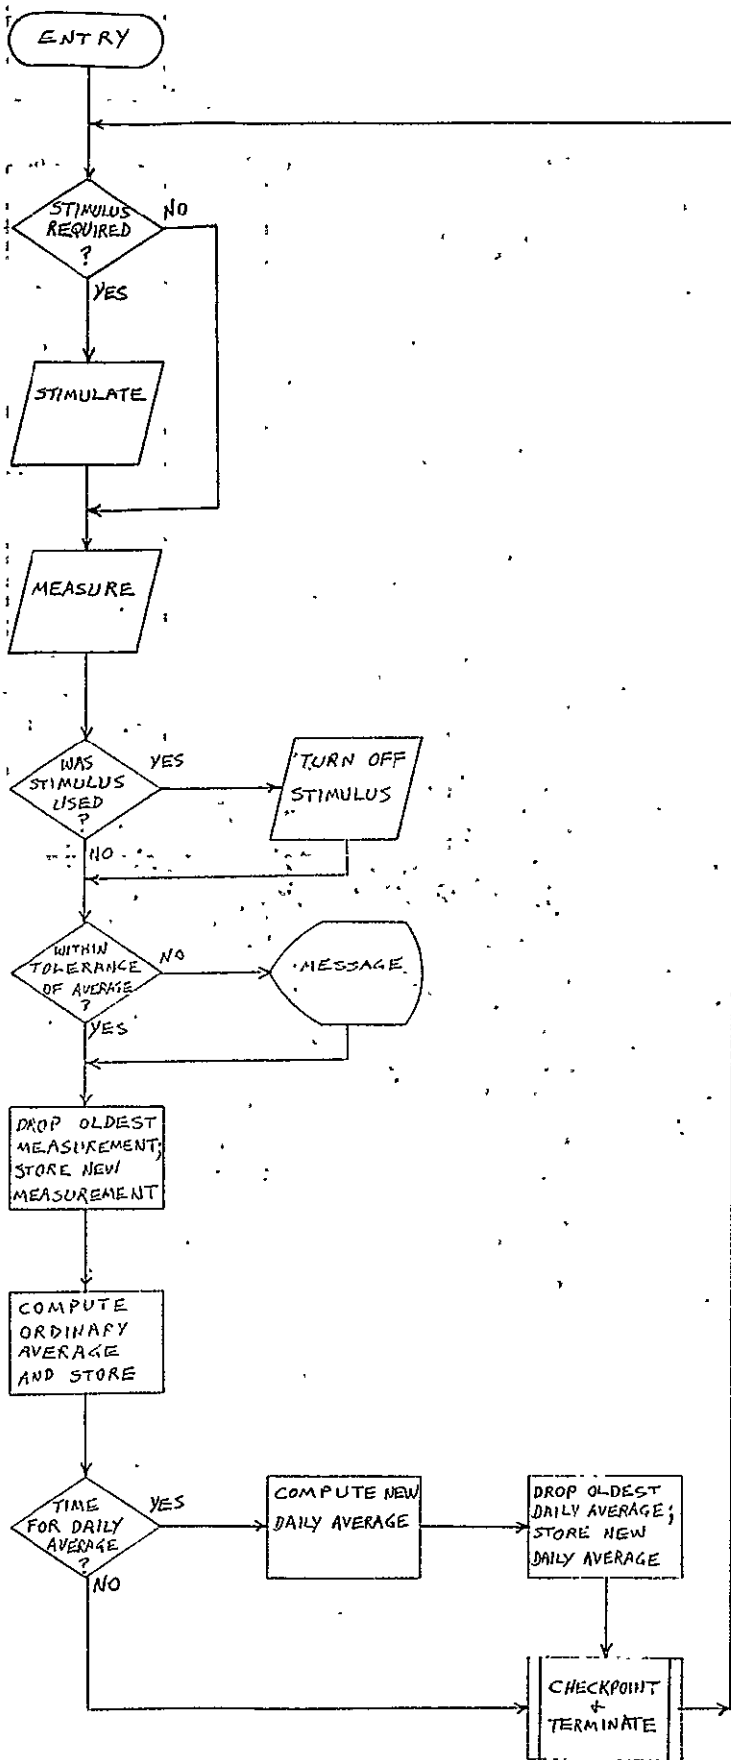 ENTRY
STIMULUS
REQUIRED
?
NO
YES
STIMULATE
MEASURE
WAS
STIMULUS
USED
?
YES
NO
TURN OFF
STIMULUS
WITHIN
TOLERANCE
OF AVERAGE
?
NO
YES
MESSAGE
DROP OLDEST
MEASUREMENT;
STORE NEW
MEASUREMENT
COMPUTE
ORDINARY
AVERAGE
AND STORE
TIME
FOR DAILY
AVERAGE
?
YES
NO
COMPUTE NEW
DAILY AVERAGE
DROP OLDEST
DAILY AVERAGE;
STORE NEW
DAILY AVERAGE
CHECKPOINT
+
TERMINATE